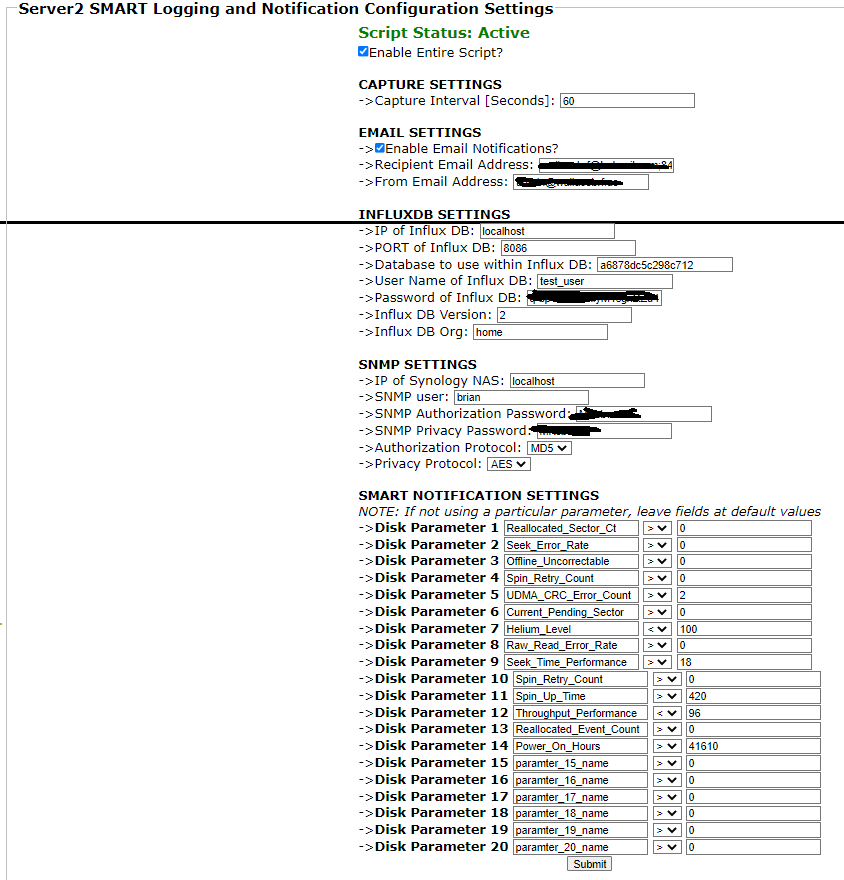 Server2 SMART Logging and Notification Configuration Settings
Script Status: Active
Enable Entire Script?
CAPTURE SETTINGS
->Capture Interval [Seconds]: 60
EMAIL SETTINGS
->Enable Email Notifications?
->Recipient Email Address:
->From Email Address:
INFLUXDB SETTINGS
->IP of Influx DB: localhost
->PORT of Influx DB: 8086
->Database to use within Influx DB: a6878dc5c298c712
->User Name of Influx DB: test_user
->Password of Influx DB:
->Influx DB Version: 2
->Influx DB Org: home
SNMP SETTINGS
->IP of Synology NAS: localhost
->SNMP user: brian
->SNMP Authorization Password:
->SNMP Privacy Password:
->Authorization Protocol: MD5
->Privacy Protocol: AES
SMART NOTIFICATION SETTINGS
NOTE: If not using a particular parameter, leave fields at default values
->Disk Parameter 1 Reallocated_Sector_Ct > 0
->Disk Parameter 2 Seek_Error_Rate > 0
->Disk Parameter 3 Offline_Uncorrectable > 0
->Disk Parameter 4 Spin_Retry_Count > 0
->Disk Parameter 5 UDMA_CRC_Error_Count > 2
->Disk Parameter 6 Current_Pending_Sector > 0
->Disk Parameter 7 Helium_Level < 100
->Disk Parameter 8 Raw_Read_Error_Rate > 0
->Disk Parameter 9 Seek_Time_Performance > 18
->Disk Parameter 10 Spin_Retry_Count > 0
->Disk Parameter 11 Spin_Up_Time > 420
->Disk Parameter 12 Throughput_Performance < 96
->Disk Parameter 13 Reallocated_Event_Count > 0
->Disk Parameter 14 Power_On_Hours > 41610
->Disk Parameter 15 paramter_15_name > 0
->Disk Parameter 16 paramter_16_name > 0
->Disk Parameter 17 paramter_17_name > 0
->Disk Parameter 18 paramter_18_name > 0
->Disk Parameter 19 paramter_19_name > 0
->Disk Parameter 20 paramter_20_name > 0
Submit